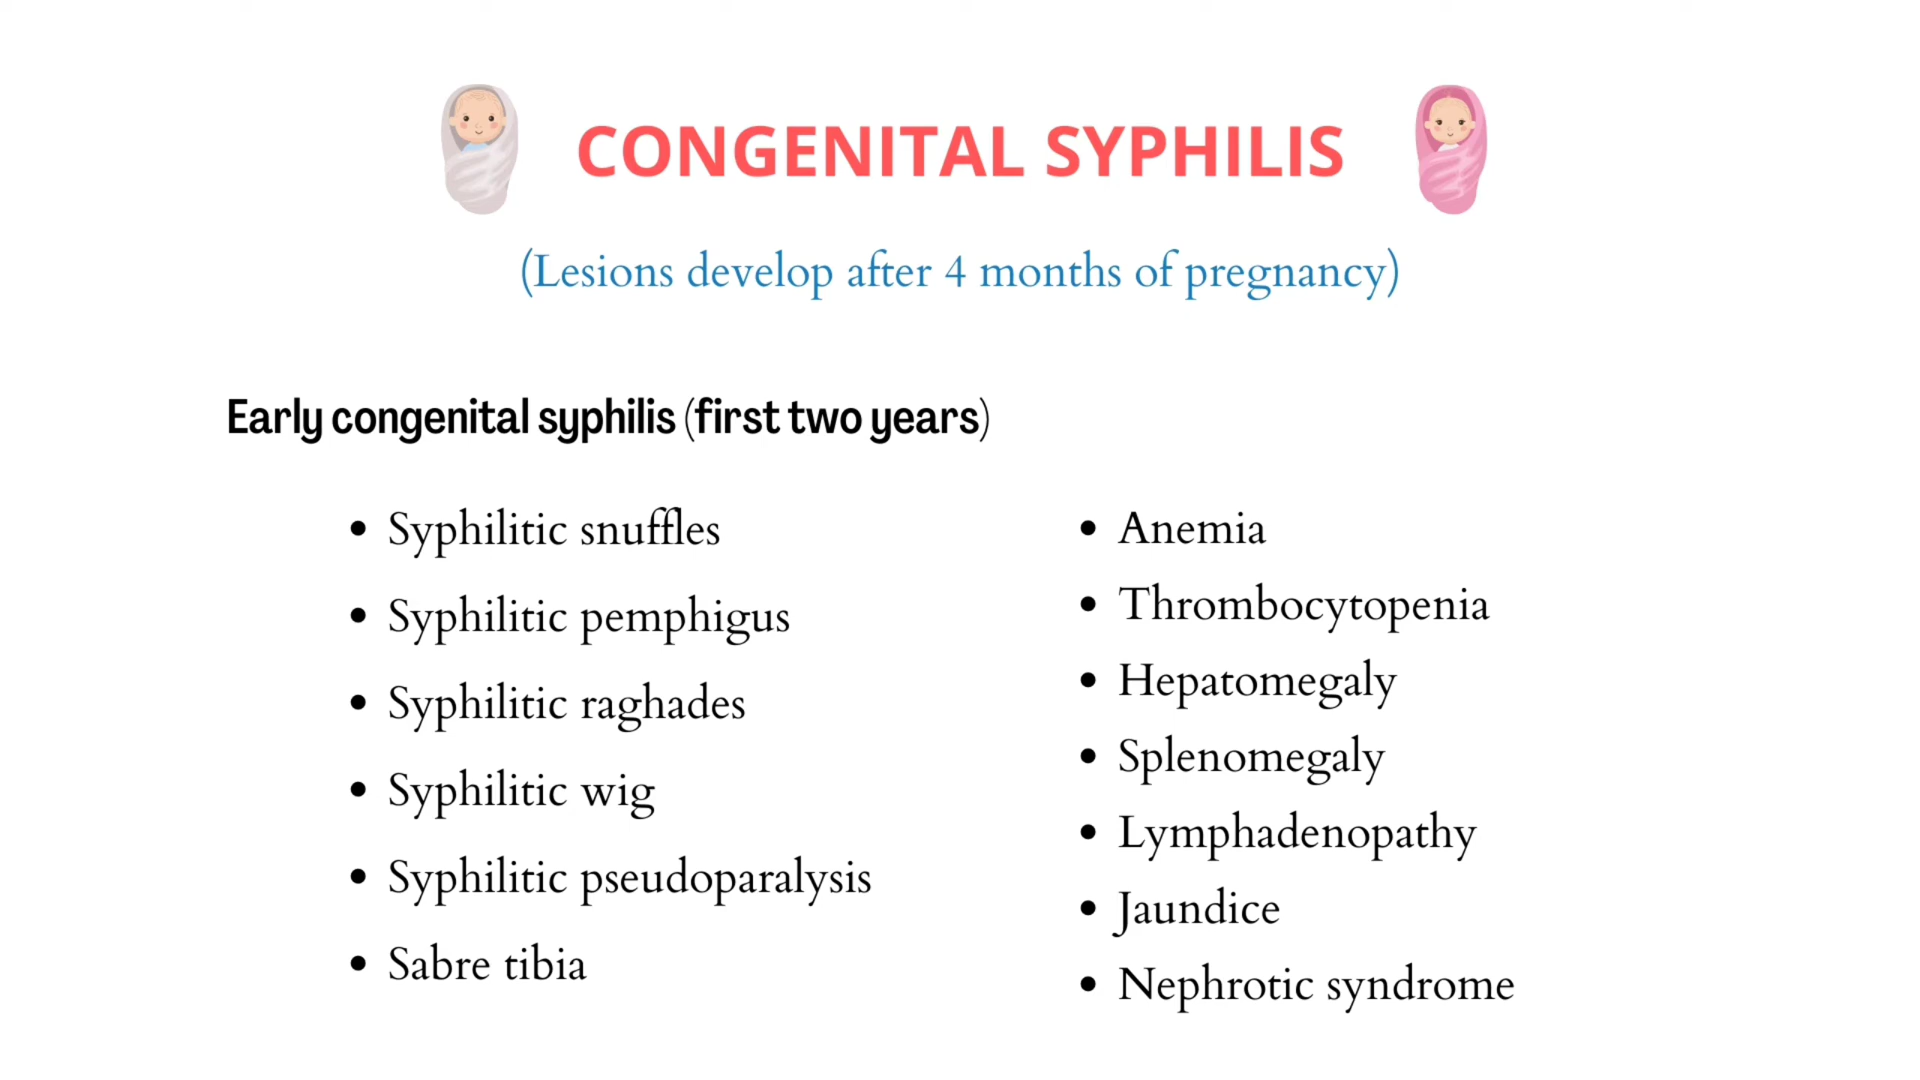 CONGENITAL SYPHILIS
(Lesions develop after 4 months of pregnancy)
Early congenital syphilis (first two years)
• Syphilitic snuffles
• Syphilitic pemphigus
• Syphilitic raghades
• Syphilitic wig
• Syphilitic pseudoparalysis
• Sabre tibia
• Anemia
• Thrombocytopenia
• Hepatomegaly
• Splenomegaly
• Lymphadenopathy
• Jaundice
• Nephrotic syndrome